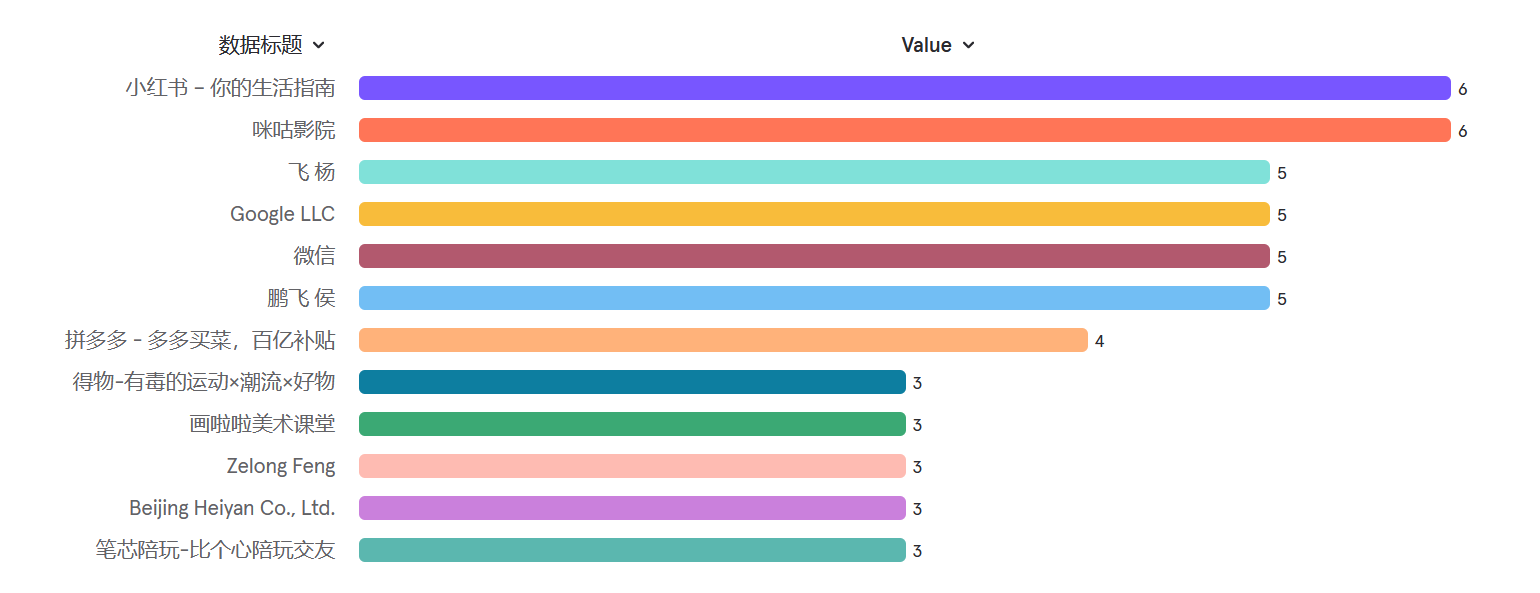 数据标题 Value
小红书 – 你的生活指南 6
咪咕影院 6
飞 杨 5
Google LLC 5
微信 5
鹏飞 侯 5
拼多多 - 多多买菜，百亿补贴 4
得物-有毒的运动×潮流×好物 3
画啦啦美术课堂 3
Zelong Feng 3
Beijing Heiyan Co., Ltd. 3
笔芯陪玩-比个心陪玩交友 3